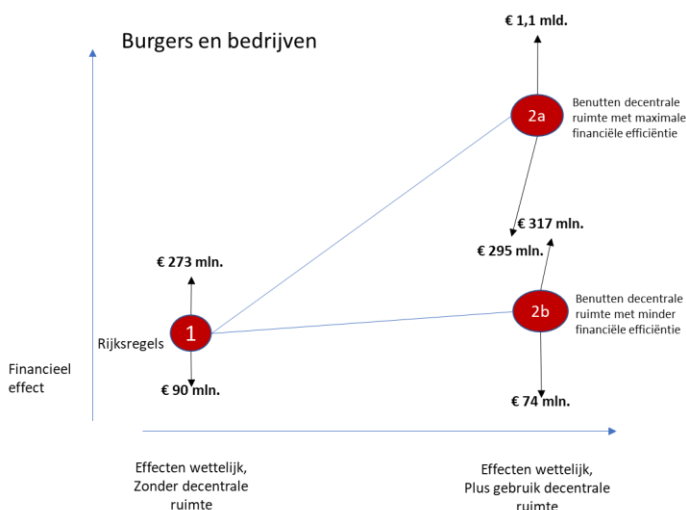 Burgers en bedrijven
€ 1,1 mld.
2a
Benutten decentrale
ruimte met maximale
financiële efficiëntie
€ 317 mln.
€ 295 mln.
€ 273 mln.
2b
Benutten decentrale
ruimte met minder
financiële efficiëntie
Rijksregels
1
Financieel
effect
€ 90 mln.
€ 74 mln.
Effecten wettelijk,
Zonder decentrale
ruimte
Effecten wettelijk,
Plus gebruik decentrale
ruimte